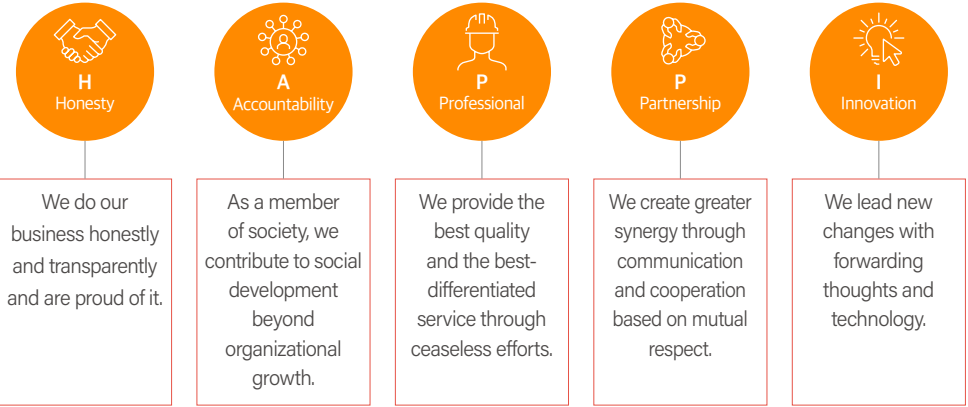 H
Honesty
We do our
business honestly
and transparently
and are proud of it.
A
Accountability
As a member
of society, we
contribute to social
development
beyond
organizational
growth.
P
Professional
We provide the
best quality
and the best-
differentiated
service through
ceaseless efforts.
P
Partnership
We create greater
synergy through
communication
and cooperation
based on mutual
respect.
I
Innovation
We lead new
changes with
forwarding
thoughts and
technology.